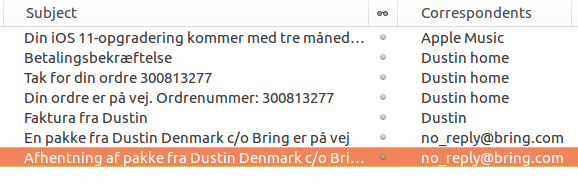 Subject Correspondents
Din iOS 11-opgradering kommer med tre måned… Apple Music
Betalingsbekræftelse Dustin home
Tak for din ordre 300813277 Dustin home
Din ordre er på vej. Ordrenummer: 300813277 Dustin home
Faktura fra Dustin Dustin
En pakke fra Dustin Denmark c/o Bring er på vej no_reply@bring.com
Afhentning af pakke fra Dustin Denmark c/o Bri… no_reply@bring.com